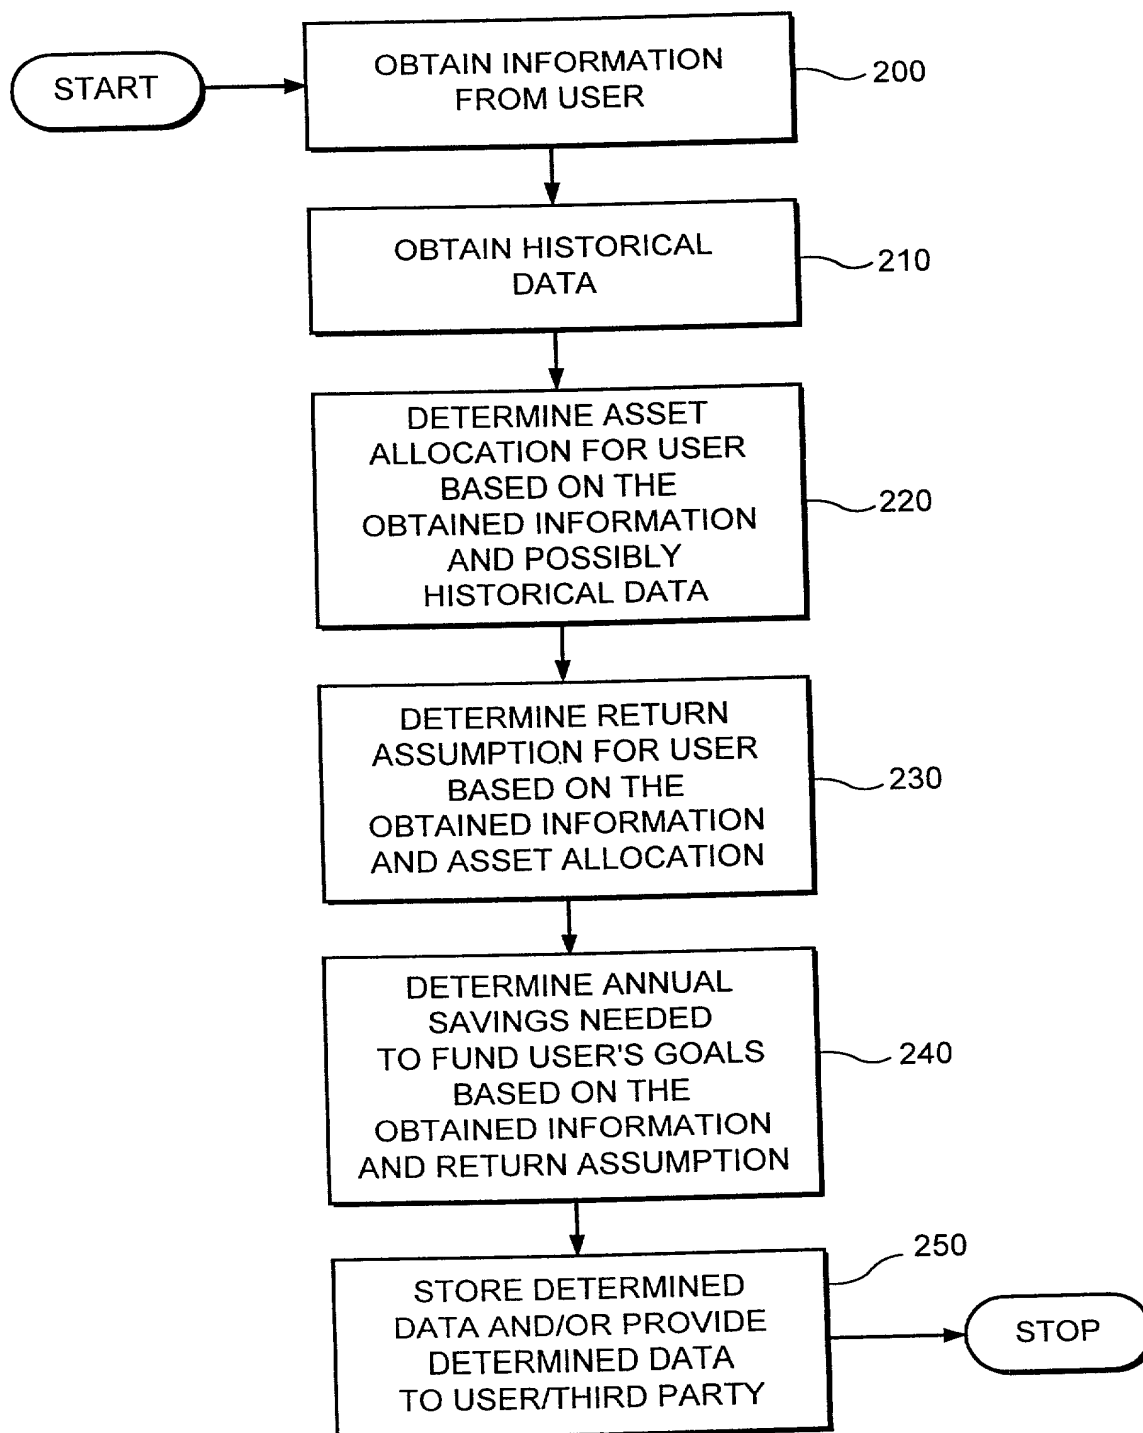 START
OBTAIN INFORMATION
FROM USER
200
OBTAIN HISTORICAL
DATA
210
DETERMINE ASSET
ALLOCATION FOR USER
BASED ON THE
OBTAINED INFORMATION
AND POSSIBLY
HISTORICAL DATA
220
DETERMINE RETURN
ASSUMPTION FOR USER
BASED ON THE
OBTAINED INFORMATION
AND ASSET ALLOCATION
230
DETERMINE ANNUAL
SAVINGS NEEDED
TO FUND USER'S GOALS
BASED ON THE
OBTAINED INFORMATION
AND RETURN ASSUMPTION
240
STORE DETERMINED
DATA AND/OR PROVIDE
DETERMINED DATA
TO USER/THIRD PARTY
250
STOP